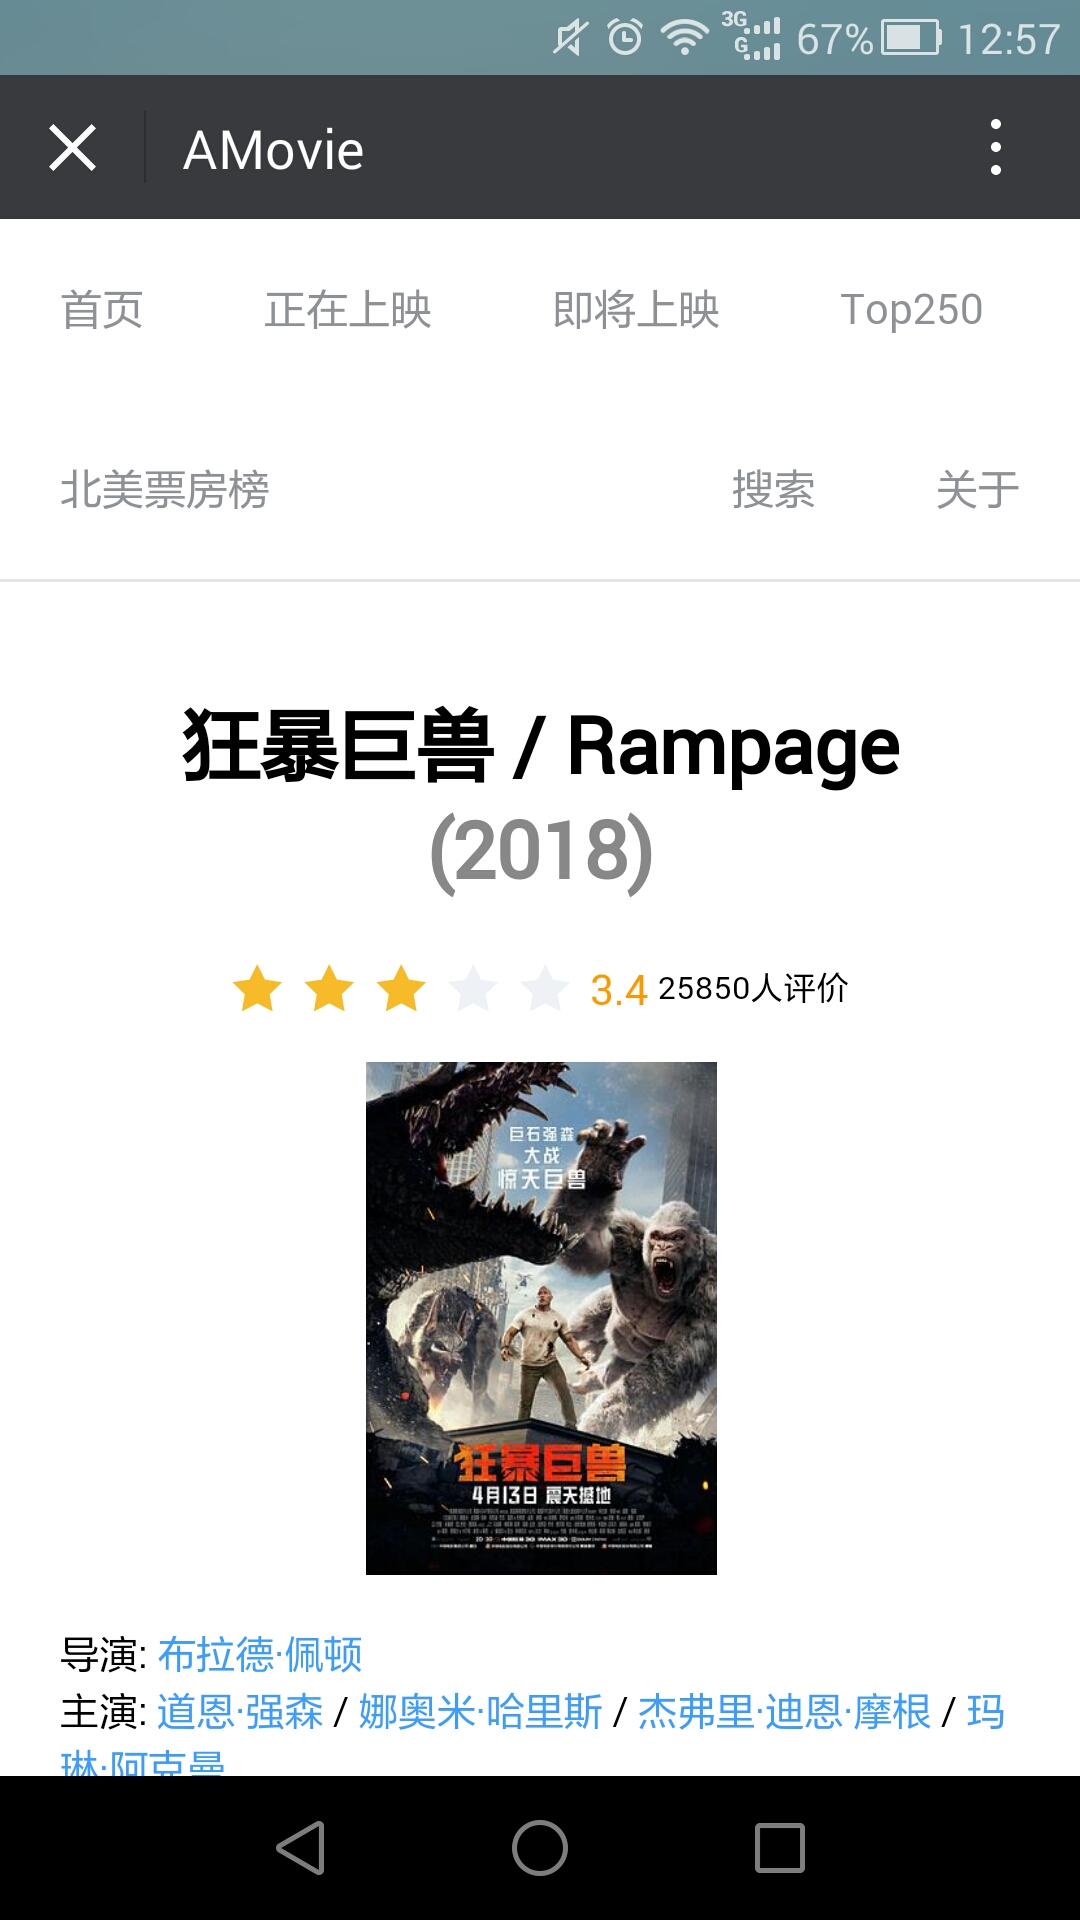 3G
G
67%
12:57
AMovie
首页
正在上映
即将上映
Top250
北美票房榜
搜索
关于
狂暴巨兽 / Rampage
(2018)
3.4 25850人评价
巨石强森
大战
惊天巨兽
狂暴巨兽
4月13日 震天撼地
导演: 布拉德·佩顿
主演: 道恩·强森 / 娜奥米·哈里斯 / 杰弗里·迪恩·摩根 / 玛
琳·阿克曼